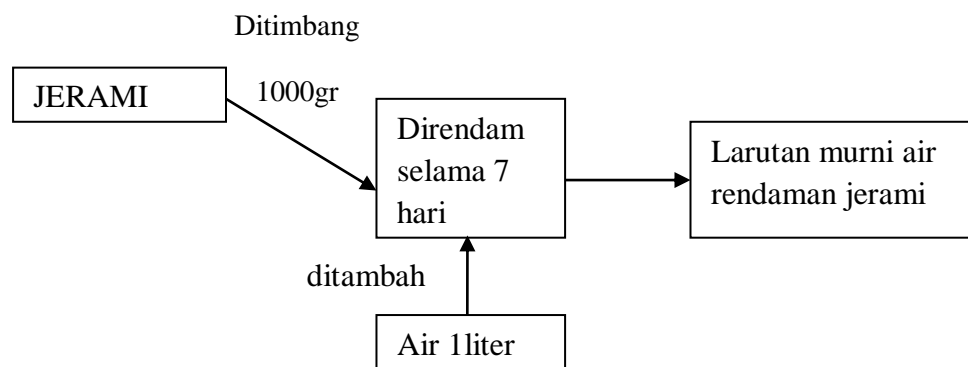 Ditimbang
JERAMI
1000gr
Direndam
selama 7
hari
Larutan murni air
rendaman jerami
ditambah
Air 1liter